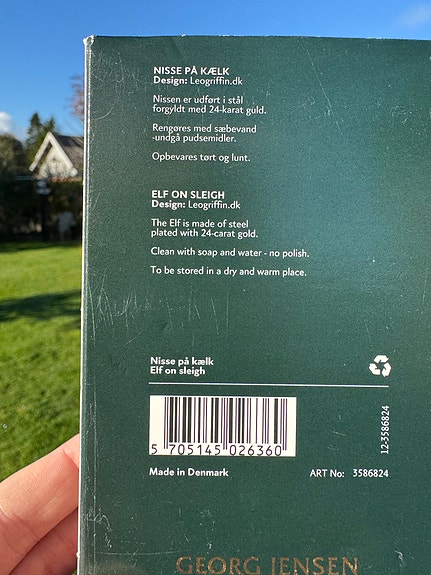 NISSE PÅ KÆLK
Design: Leogriffin.dk
Nissen er udført i stål
forgyldt med 24-karat guld.
Rengøres med sæbevand
-undgå pudsemidler.
Opbevares tørt og lunt.
ELF ON SLEIGH
Design: Leogriffin.dk
The Elf is made of steel
plated with 24-carat gold.
Clean with soap and water - no polish.
To be stored in a dry and warm place.
Nisse på kælk
Elf on sleigh
12-3586824
5 705145 026360
Made in Denmark
ART No: 3586824
GEORG JENSEN